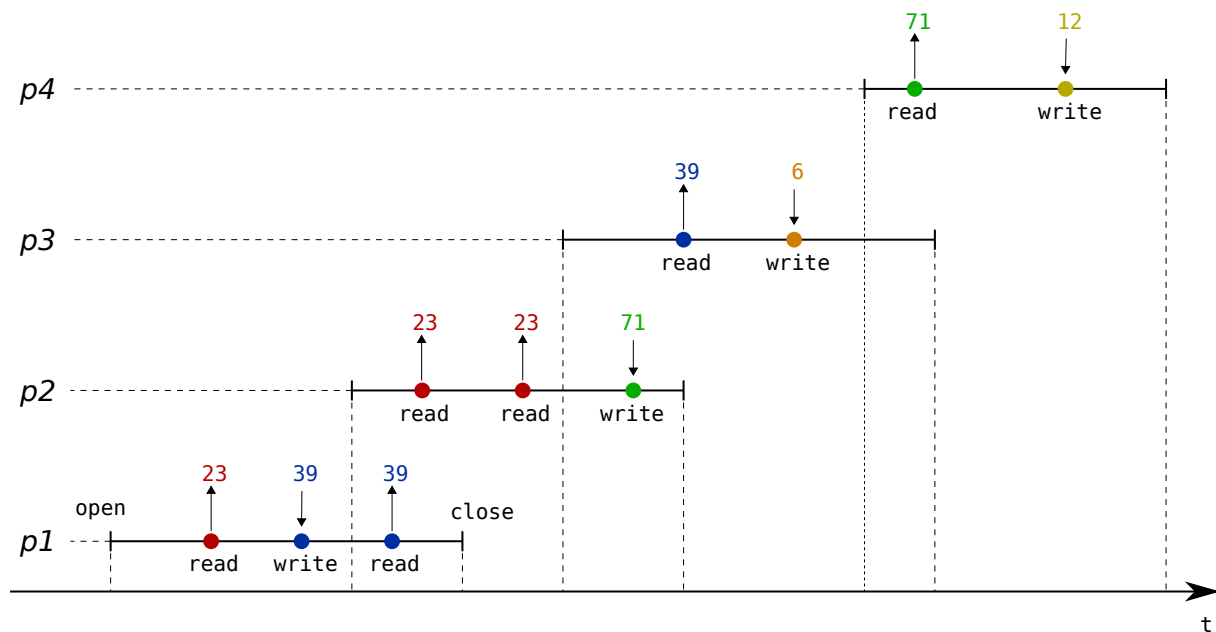 71 12
p4
read write
39 6
p3
read write
23 23 71
p2
read read write
23 39 39
open close
p1
read write read
t